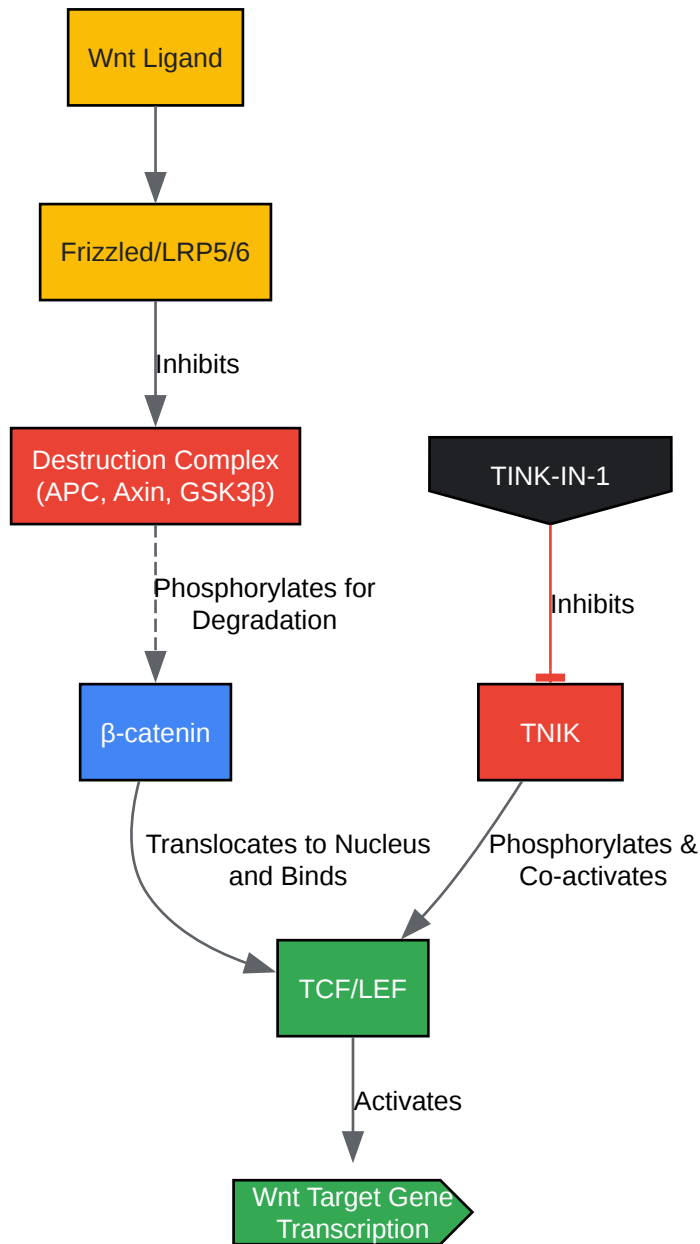 Wnt Ligand
Frizzled/LRP5/6
Inhibits
Destruction Complex
(APC, Axin, GSK3β)
TINK-IN-1
Phosphorylates for
Degradation
Inhibits
β-catenin
TNIK
Translocates to Nucleus
and Binds
Phosphorylates &
Co-activates
TCF/LEF
Activates
Wnt Target Gene
Transcription